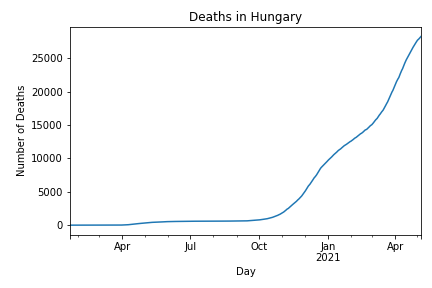 Deaths in Hungary
Number of Deaths
25000
20000
15000
10000
5000
0
Apr
Jul
Oct
Jan
2021
Apr
Day